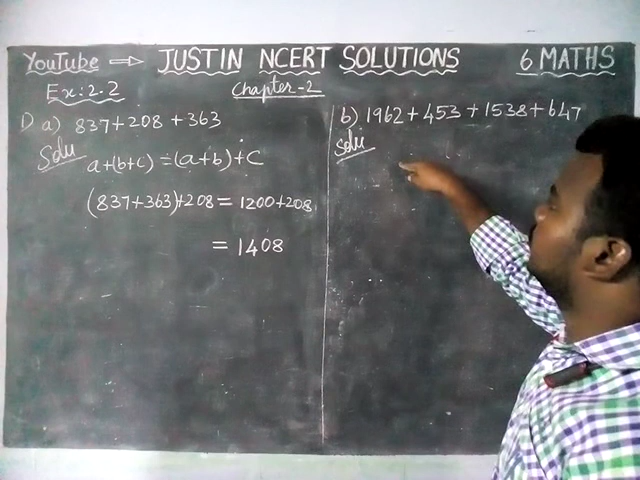 YouTube ⇒ JUSTIN NCERT SOLUTIONS 6 MATHS
Ex: 2.2 Chapter-2
1) a) 837+208+363
Solu
a+(b+c) = (a+b)+c
(837+363)+208 = 1200+208
= 1408
b) 1962+453+1538+647
Solu